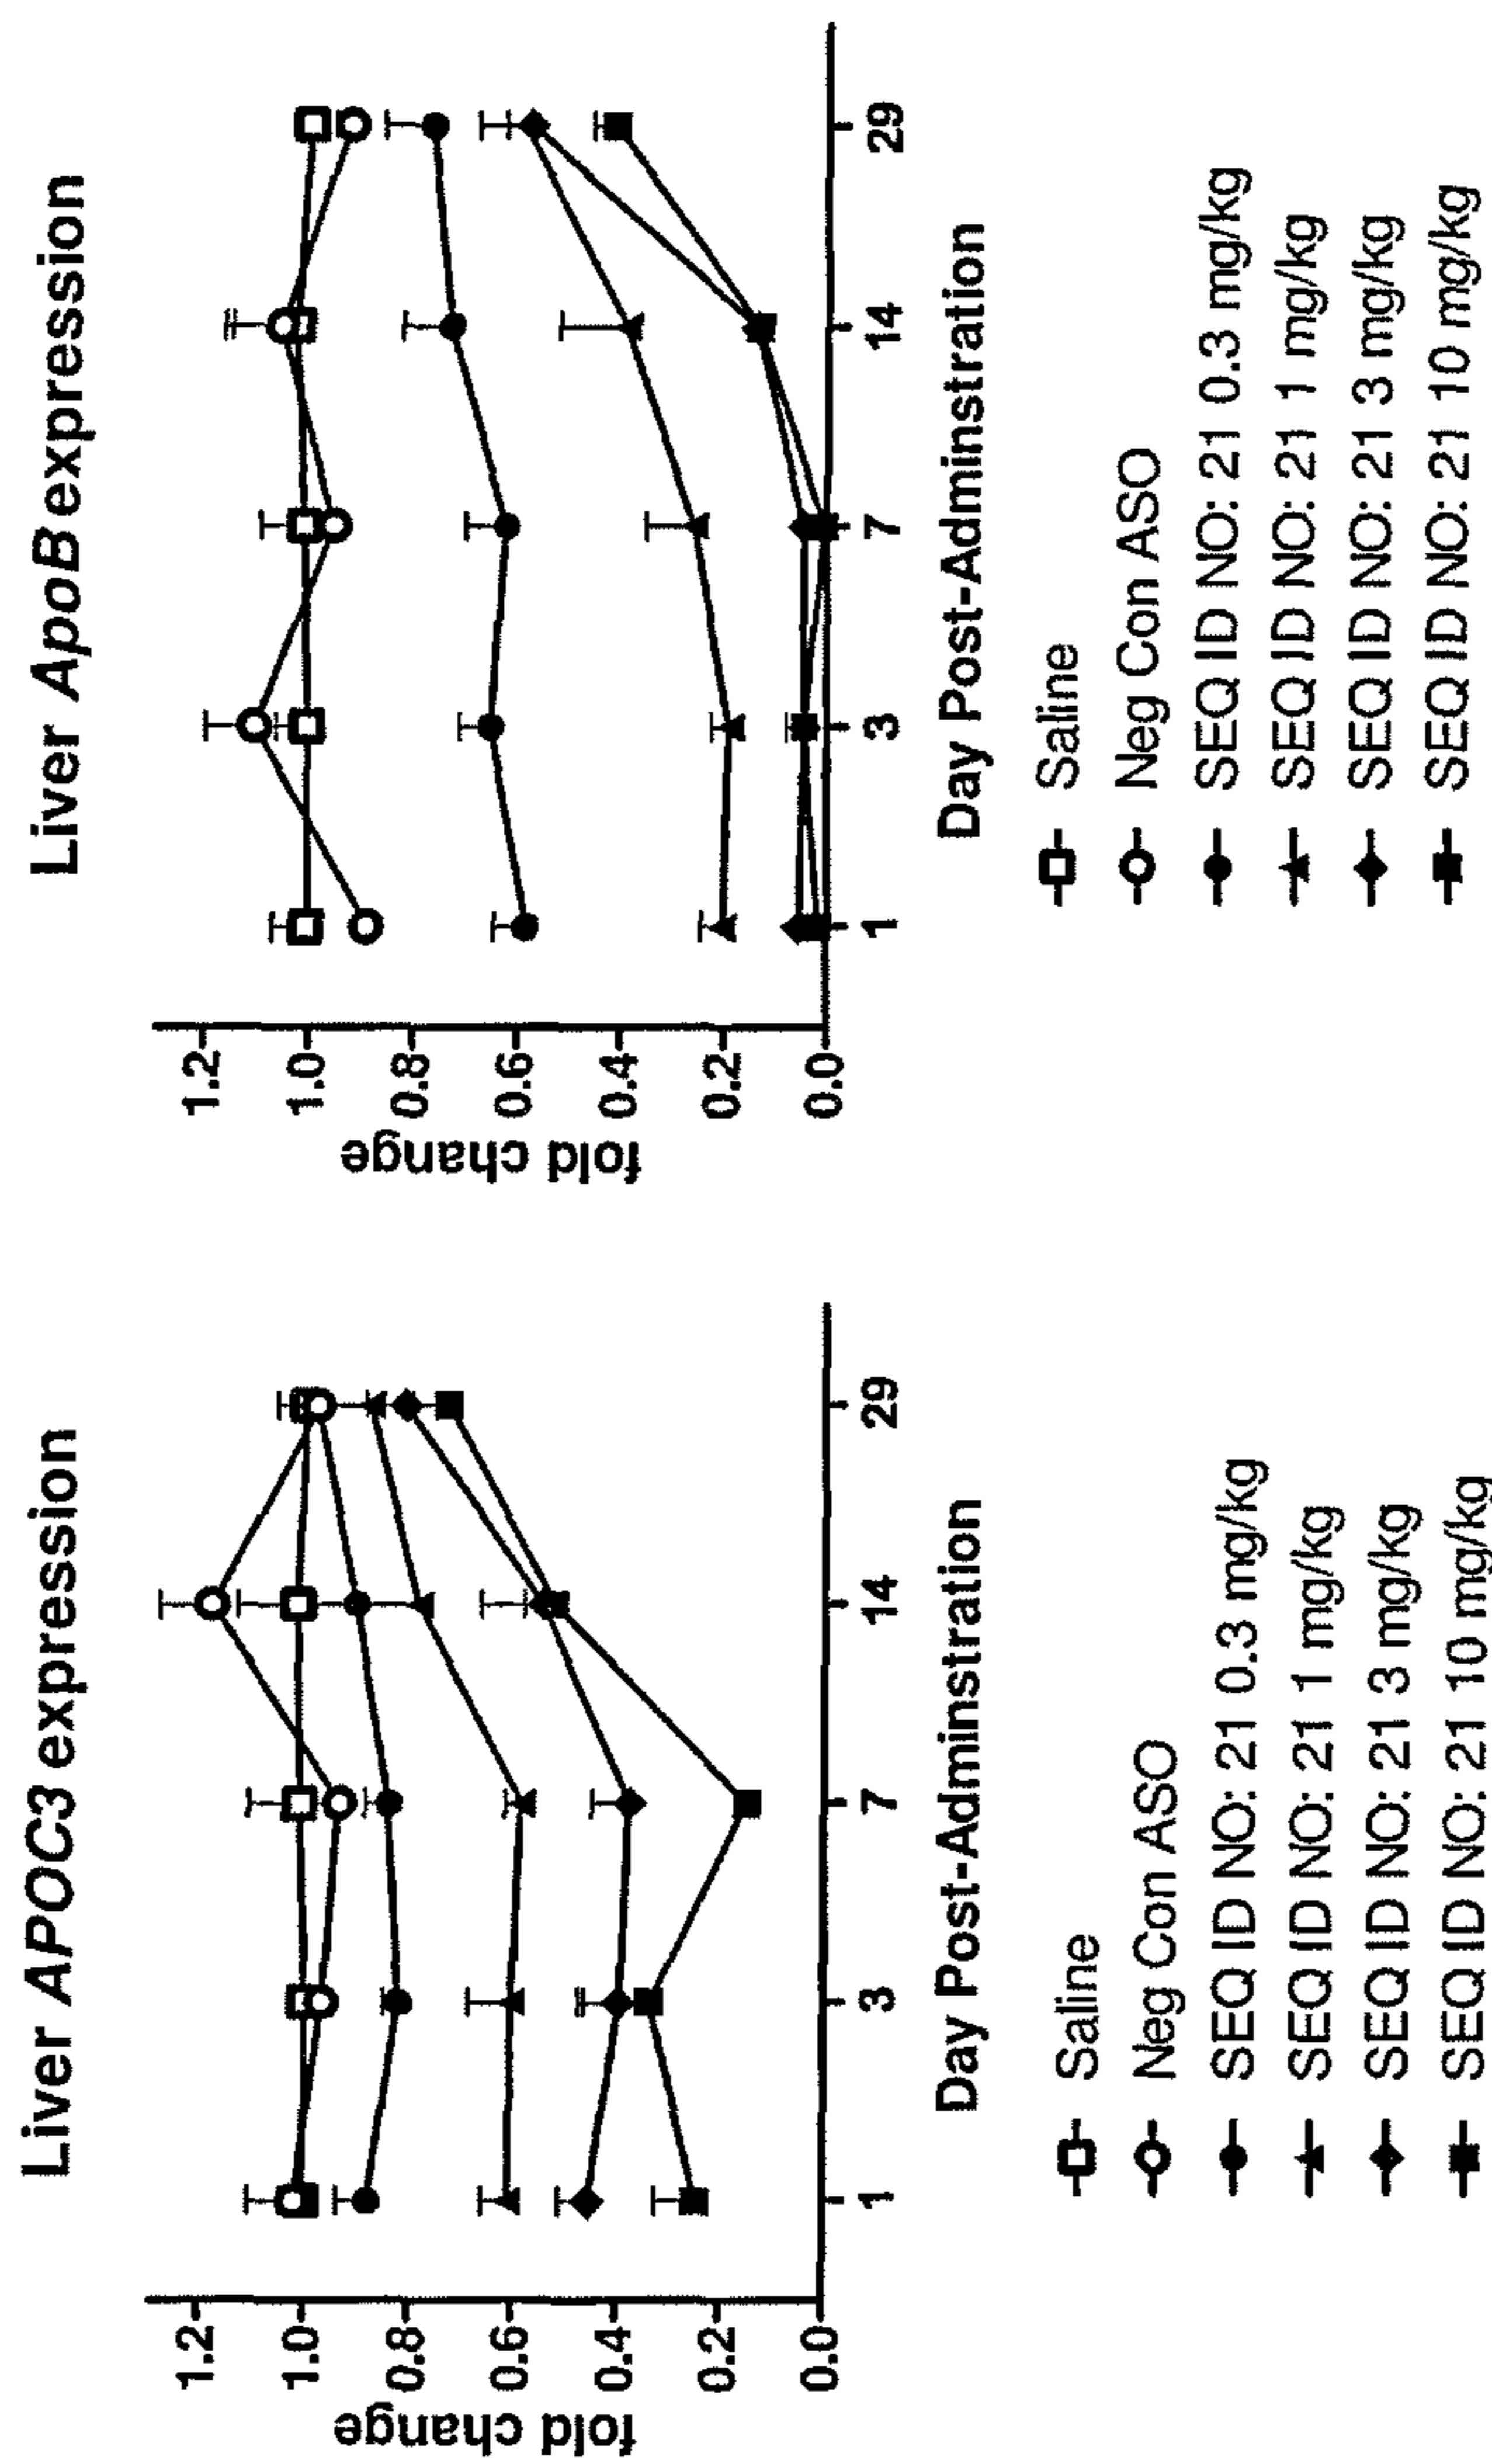 Liver APOC3 expression
fold change
1.2
1.0
0.8
0.6
0.4
0.2
0.0
1 3 7 14 29
Day Post-Adminstration
Saline
Neg Con ASO
SEQ ID NO: 21 0.3 mg/kg
SEQ ID NO: 21 1 mg/kg
SEQ ID NO: 21 3 mg/kg
SEQ ID NO: 21 10 mg/kg
Liver ApoB expression
fold change
1.2
1.0
0.8
0.6
0.4
0.2
0.0
1 3 7 14 29
Day Post-Adminstration
Saline
Neg Con ASO
SEQ ID NO: 21 0.3 mg/kg
SEQ ID NO: 21 1 mg/kg
SEQ ID NO: 21 3 mg/kg
SEQ ID NO: 21 10 mg/kg